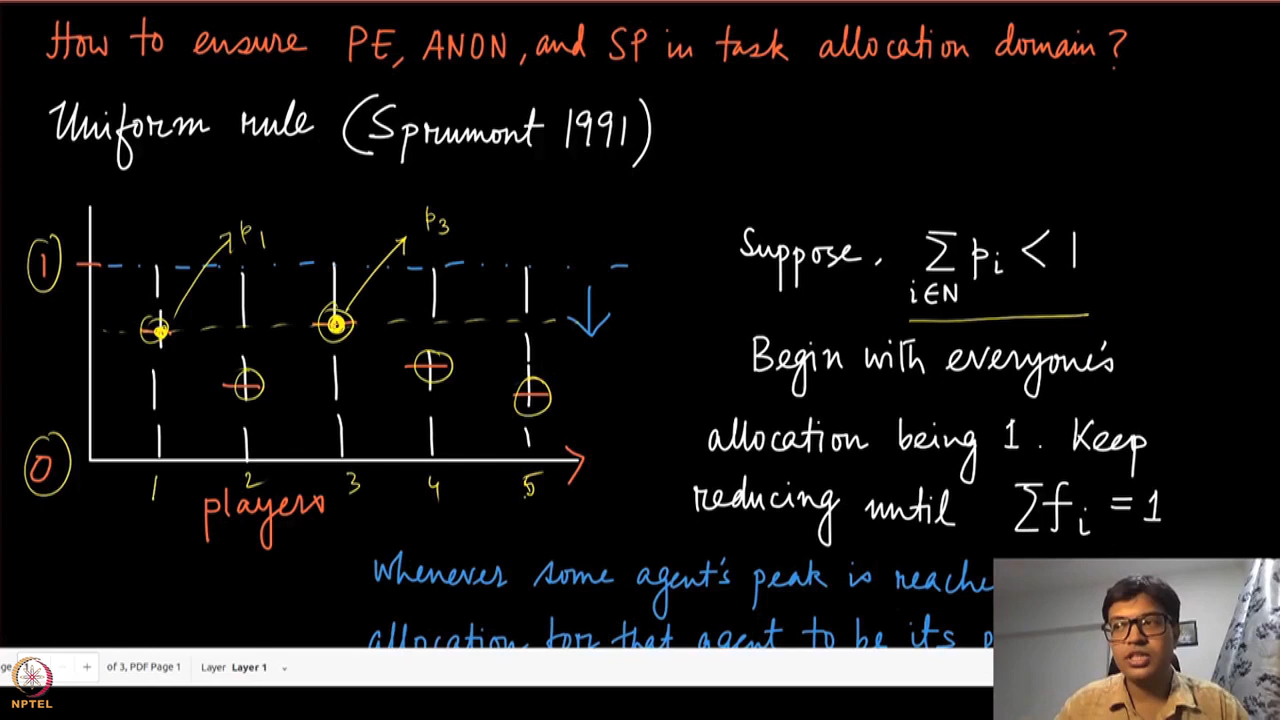 How to ensure PE, ANON, and SP in task allocation domain?
Uniform rule (Sprumont 1991)
p1
p3
1
0
1 2 3 4 5
players
Suppose. ∑ pi < 1
i∈N
Begin with everyone's
allocation being 1. Keep
reducing until ∑fi = 1
Whenever some agent's peak is reache
allocation for that agent to be its p
of 3, PDF Page 1
Layer Layer 1
NPTEL